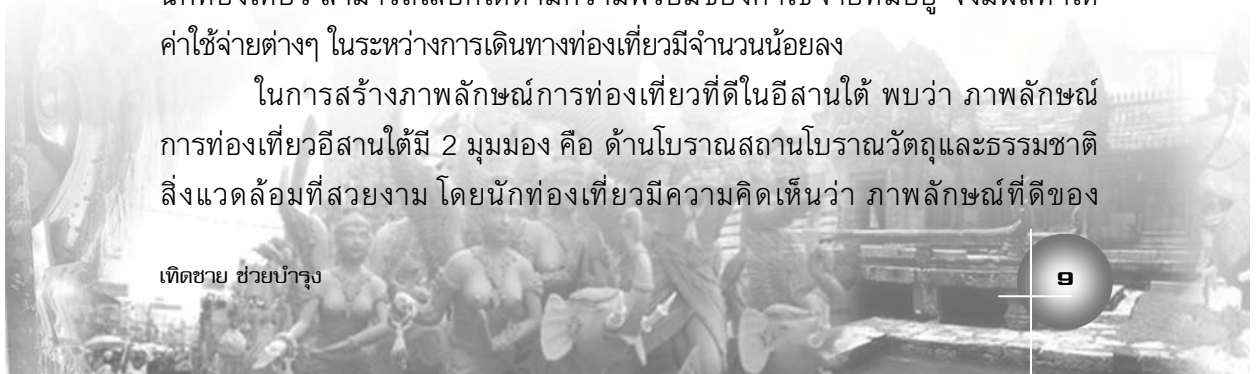 ค่าใช้จ่ายต่างๆ ในระหว่างการเดินทางท่องเที่ยวมีจำนวนน้อยลง
ในการสร้างภาพลักษณ์การท่องเที่ยวที่ดีในอีสานใต้ พบว่า ภาพลักษณ์
การท่องเที่ยวอีสานใต้มี 2 มุมมอง คือ ด้านโบราณสถานโบราณวัตถุและธรรมชาติ
สิ่งแวดล้อมที่สวยงาม โดยนักท่องเที่ยวมีความคิดเห็นว่า ภาพลักษณ์ที่ดีของ
เทิดชาย ช่วยบำรุง
9